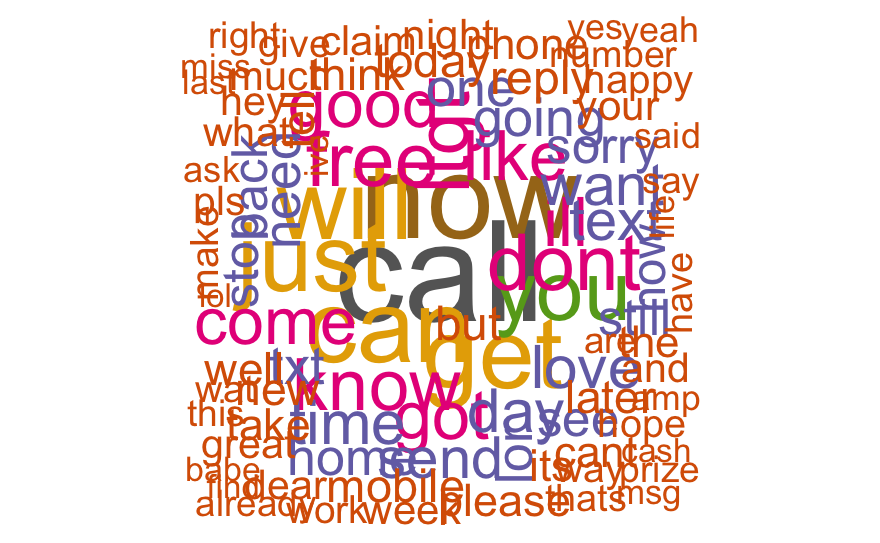 right give claim night phone yes yeah
miss much think today reply number happy
last hey good one going your
what free like sorry said
ask need back want say
pls will now ill text life
make stop just call dont how have
lol you still
come can but are the
well txt get love and
wat new know later amp
this take time got day see hope
great home send lor its cant cash
babe find dear mobile way prize
already work week please thats msg